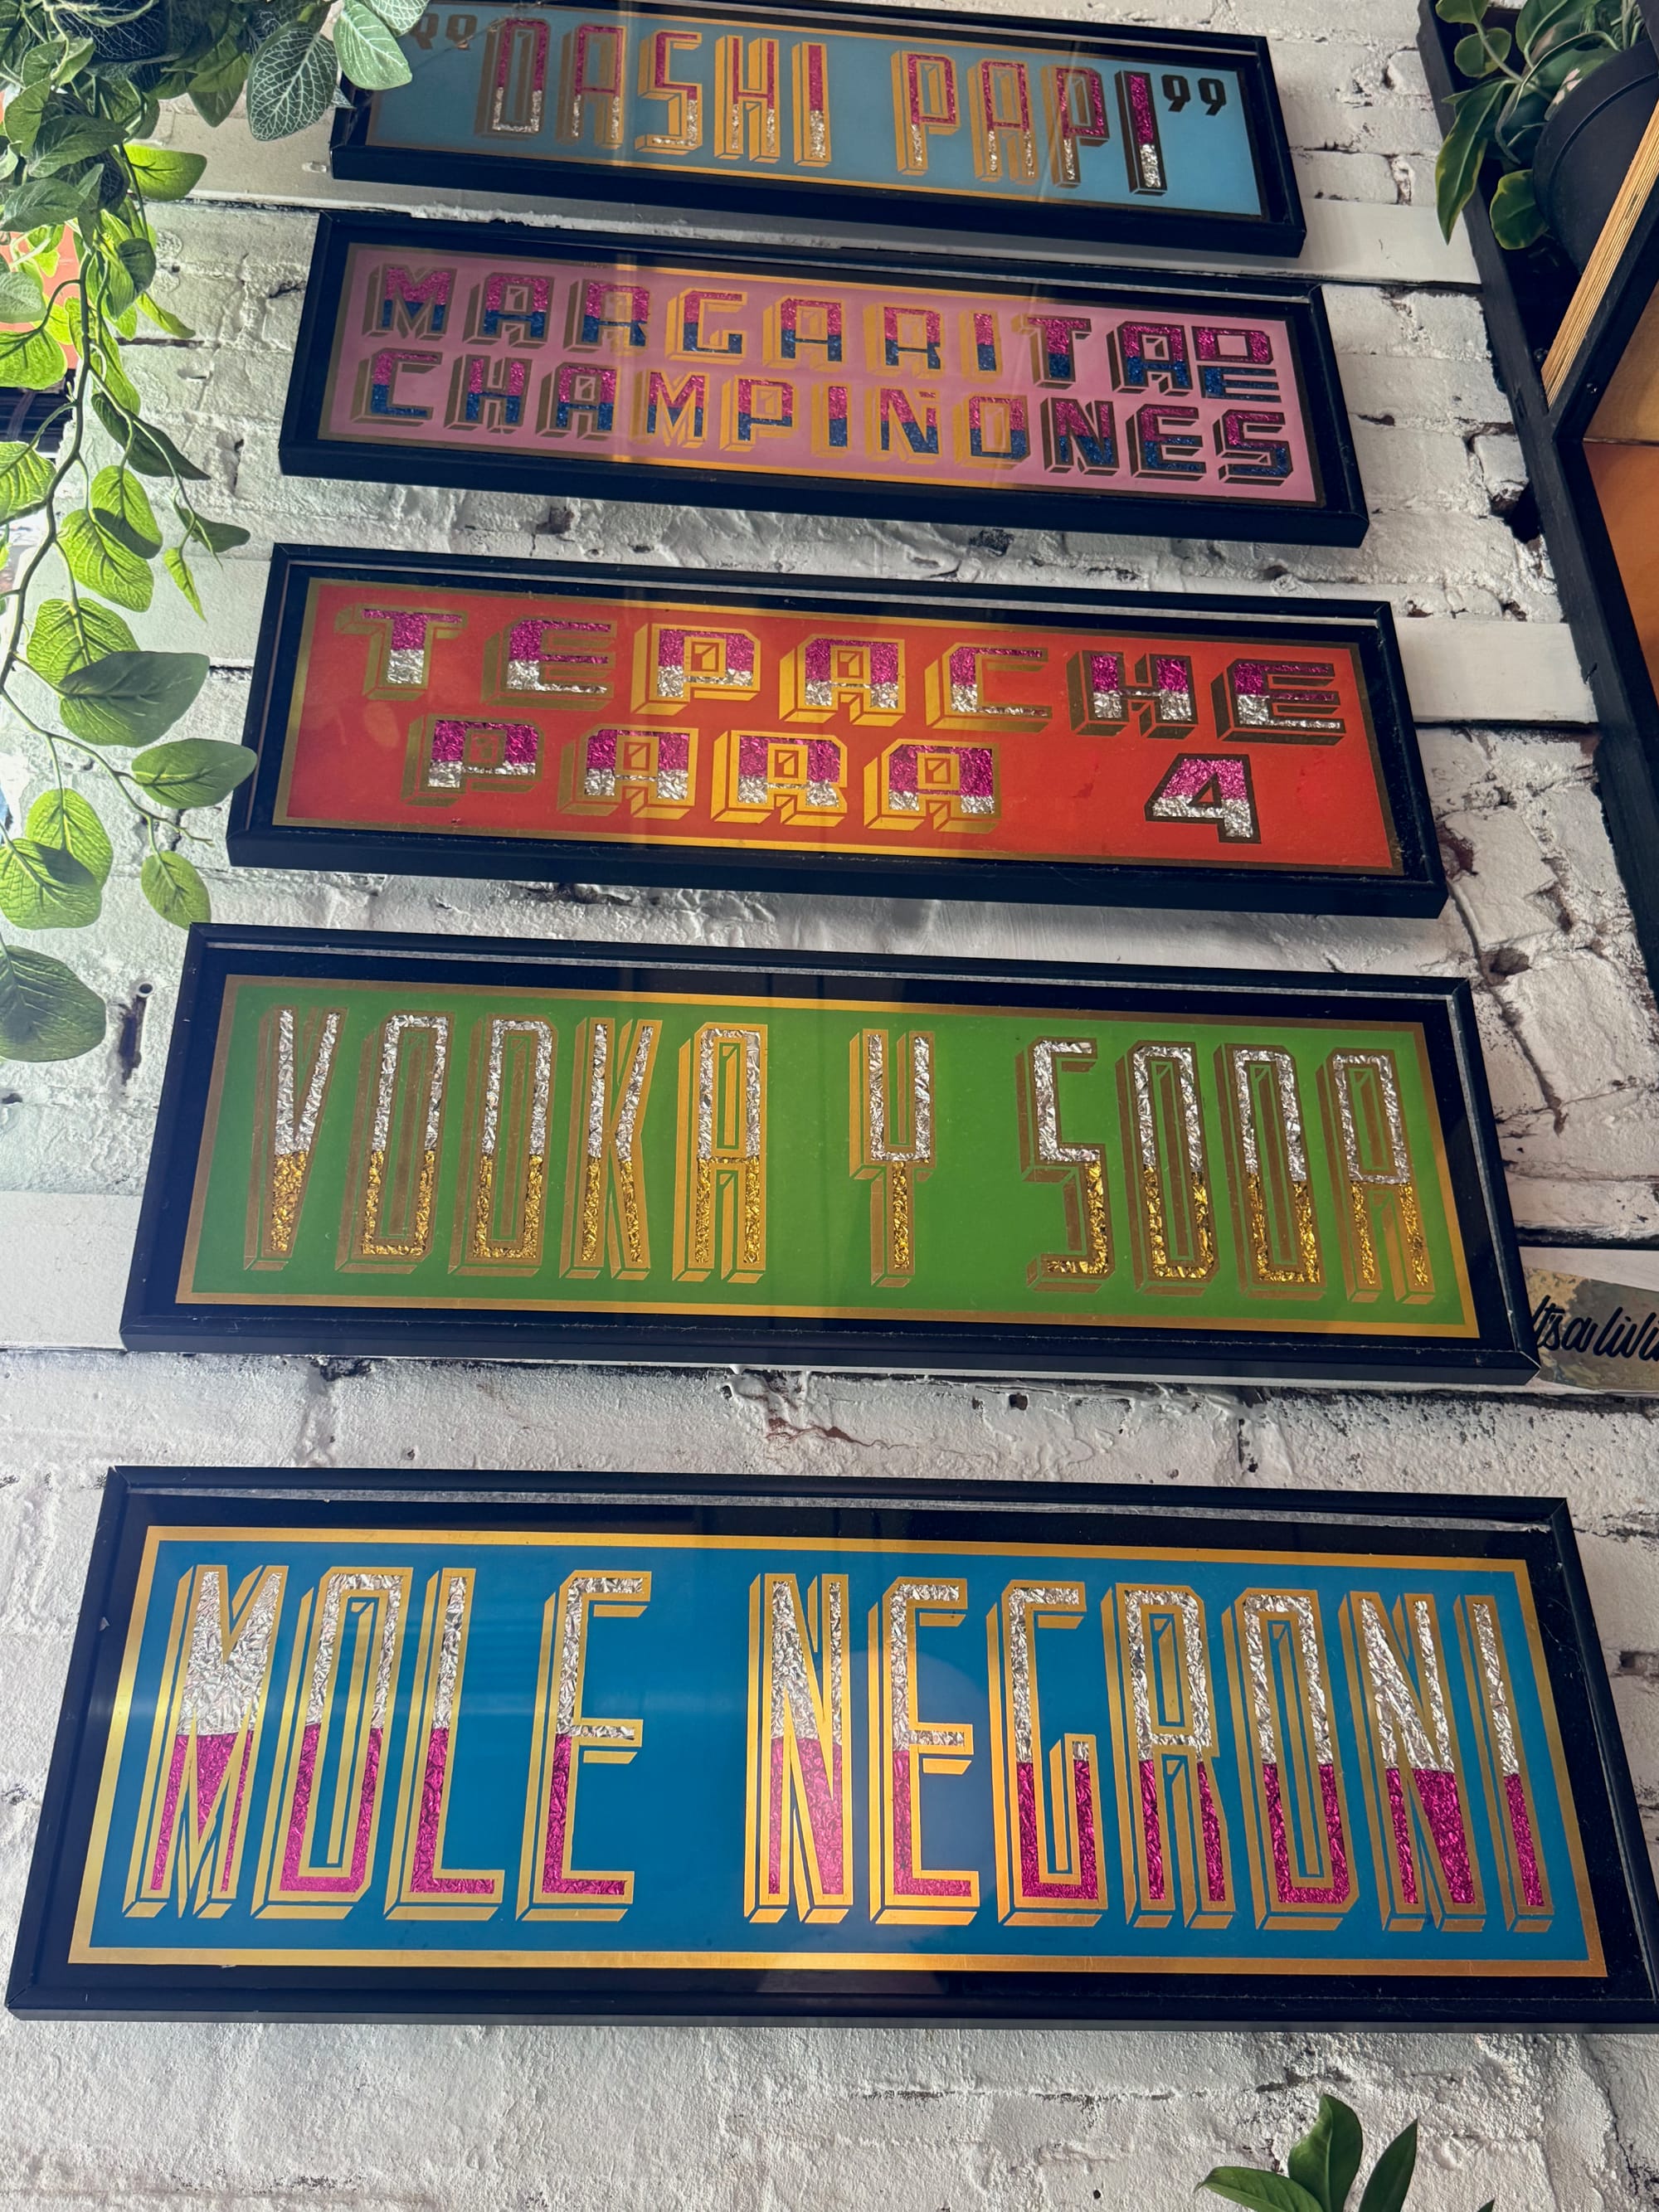 "DASHI PAPI"
MARGARITA DE
CHAMPIÑONES
TEPACHE
PARA 4
VODKA Y SODA
MOLE NEGRONI